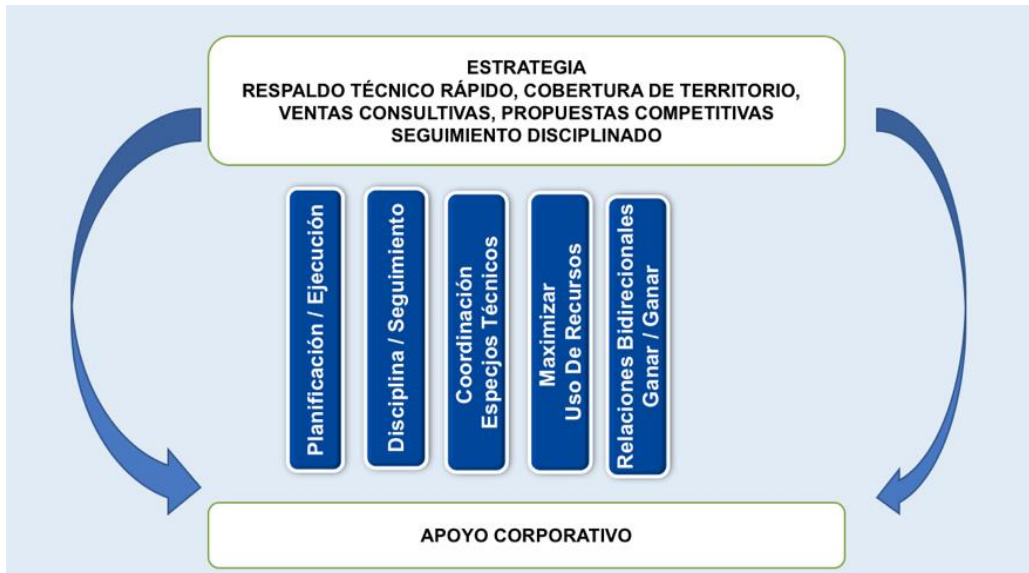 ESTRATEGIA
RESPALDO TÉCNICO RÁPIDO, COBERTURA DE TERRITORIO,
VENTAS CONSULTIVAS, PROPUESTAS COMPETITIVAS
SEGUIMIENTO DISCIPLINADO
Planificación / Ejecución
Disciplina / Seguimiento
Coordinación
Especjos Técnicos
Maximizar
Uso De Recursos
Relaciones Bidirecionales
Ganar / Ganar
APOYO CORPORATIVO